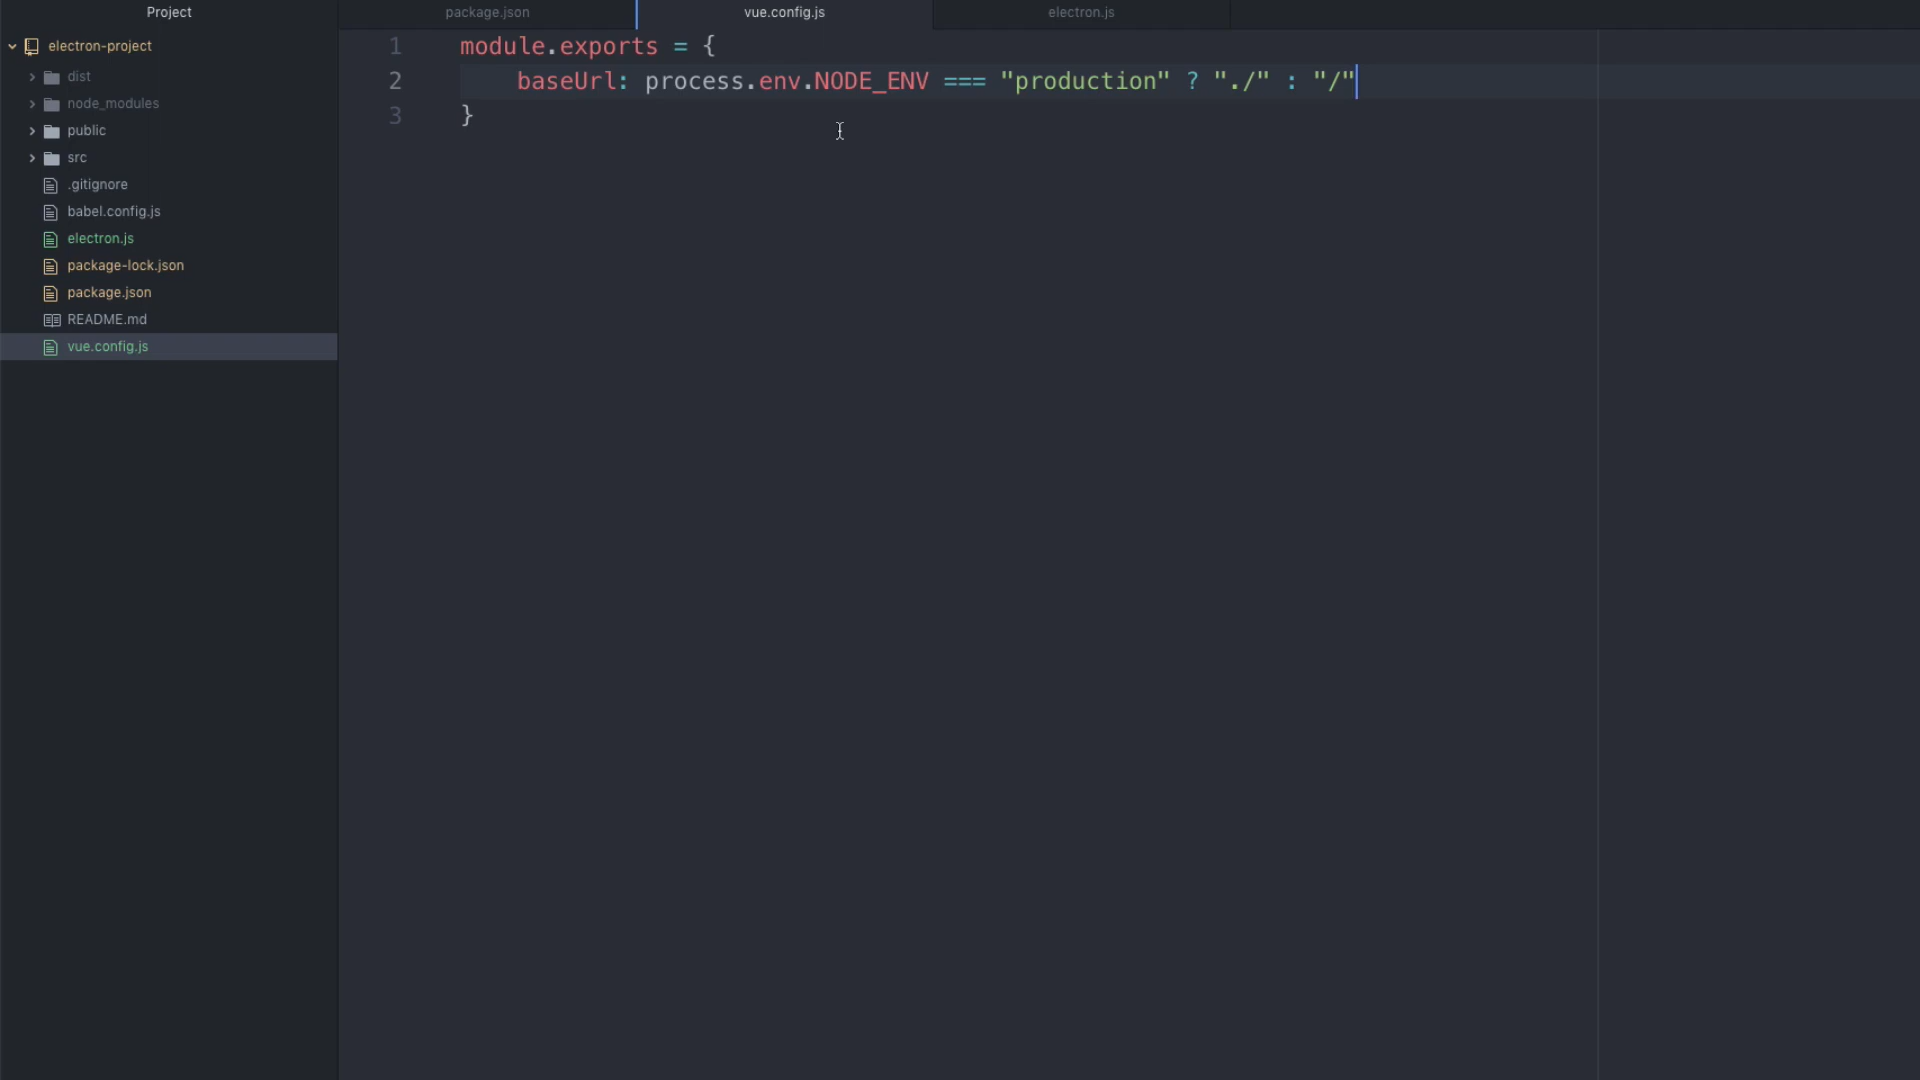 Project
package.json
vue.config.js
electron.js
electron-project
dist
node_modules
public
src
.gitignore
babel.config.js
electron.js
package-lock.json
package.json
README.md
vue.config.js
1 module.exports = {
2 baseUrl: process.env.NODE_ENV === "production" ? "./" : "/"
3 }